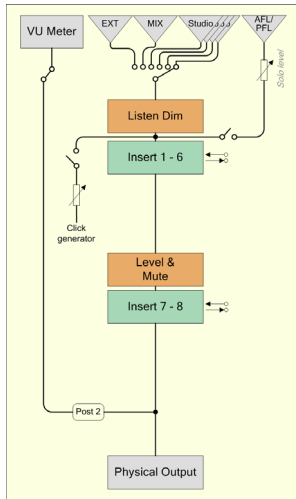 VU Meter
EXT
MIX
Studio
AFL/
PFL
Solo level
Listen Dim
Insert 1 - 6
Click
generator
Level &
Mute
Insert 7 - 8
Post 2
Physical Output